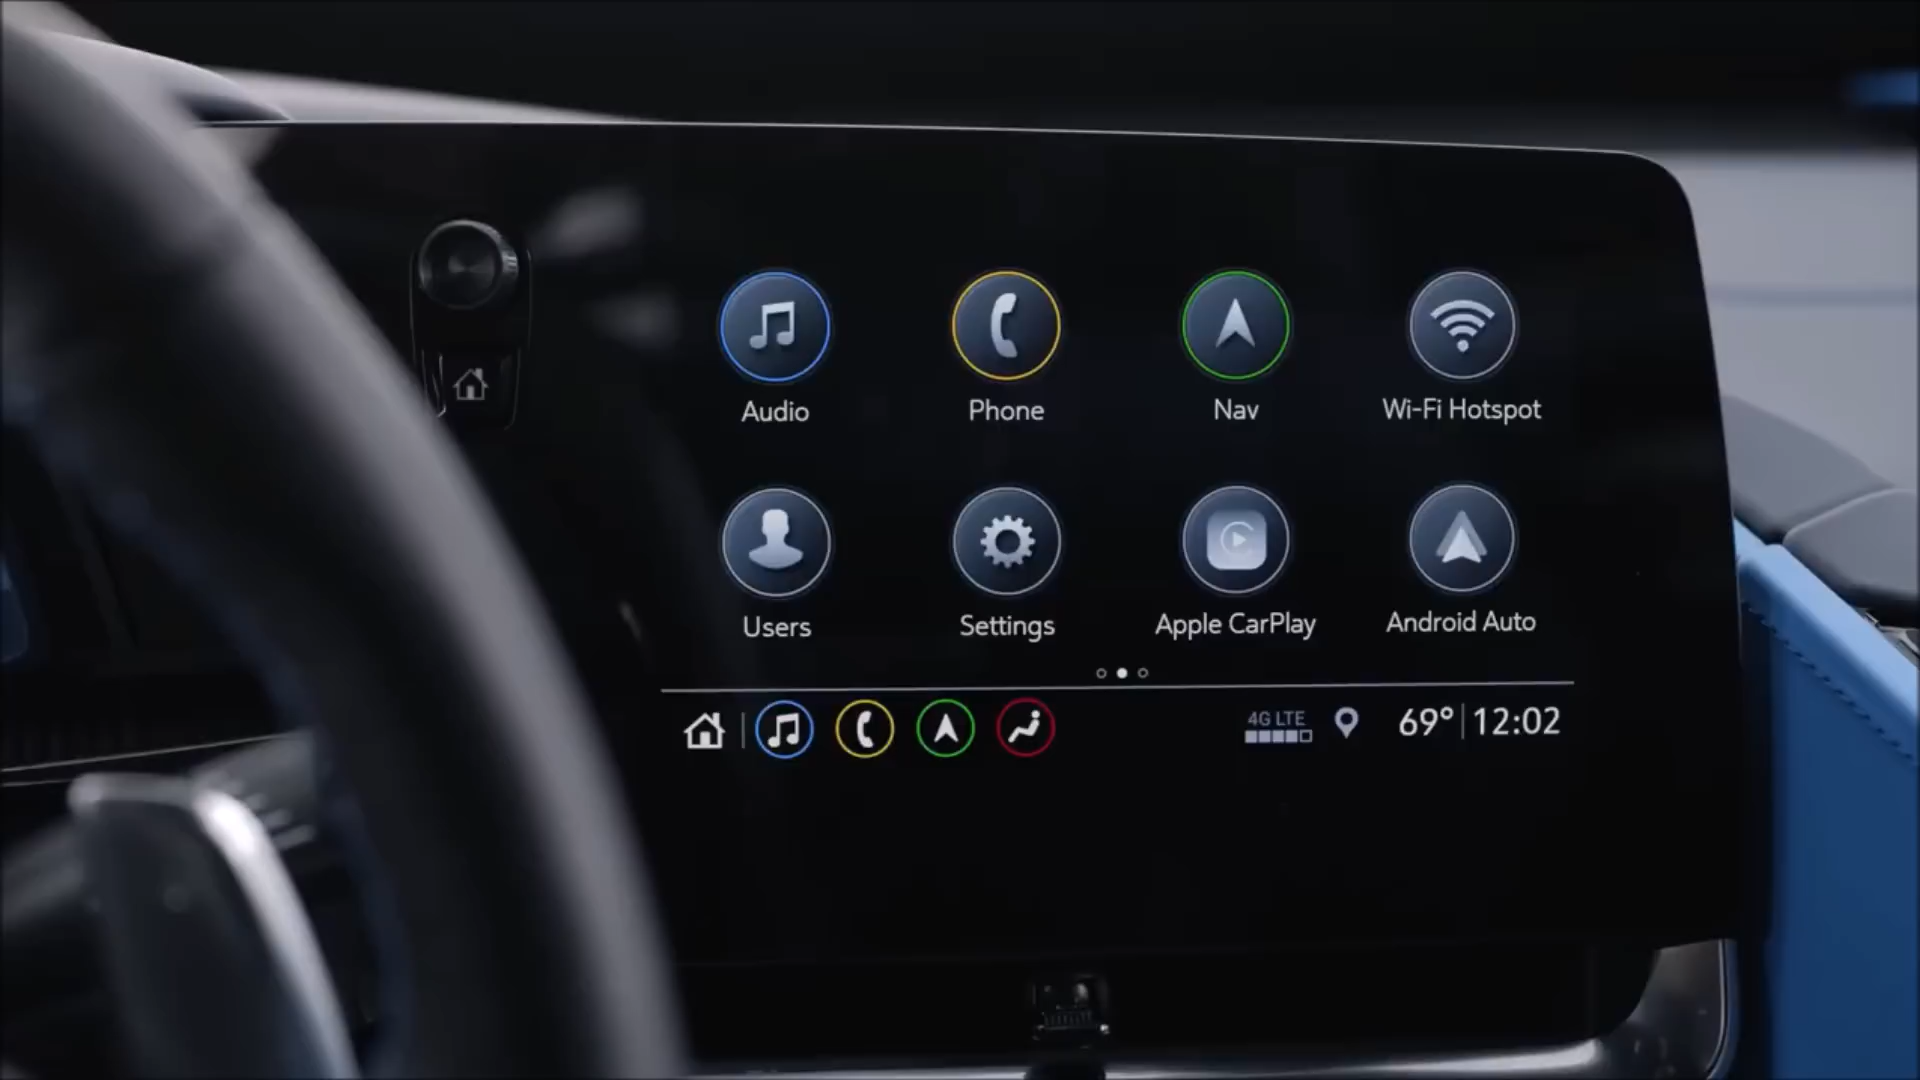 Audio
Phone
Nav
Wi-Fi Hotspot
Users
Settings
Apple CarPlay
Android Auto
4G LTE
69° 12:02